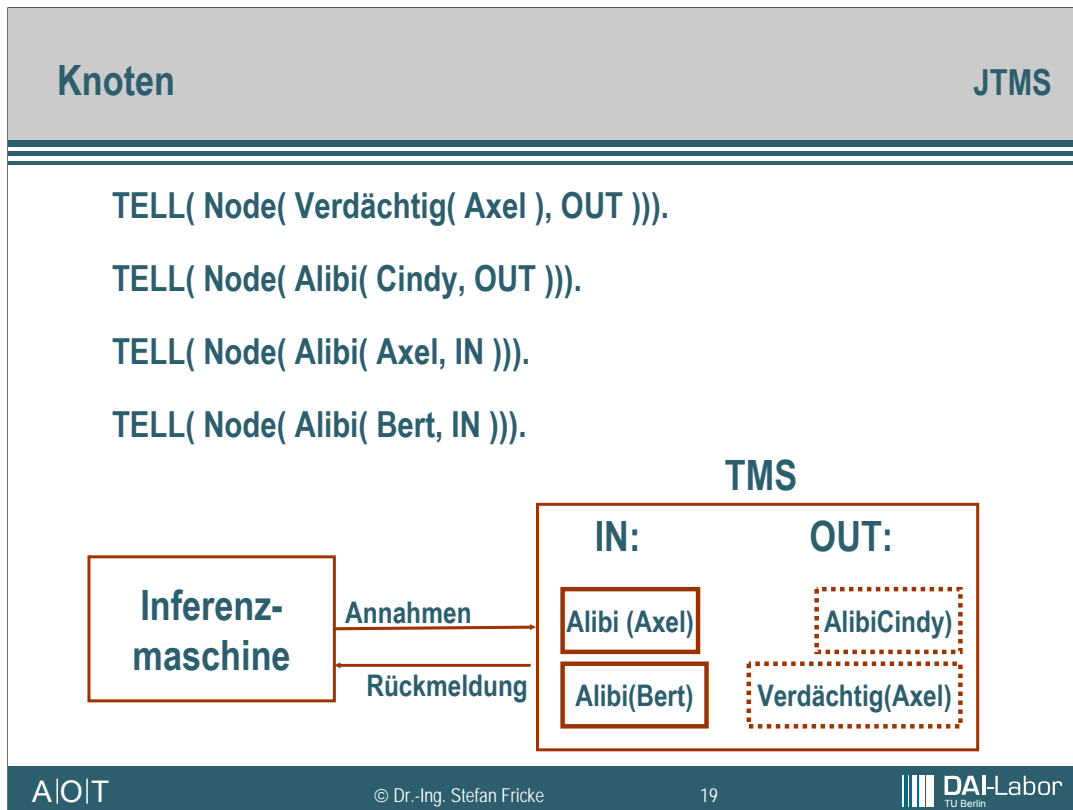 Knoten
JTMS
TELL( Node( Verdächtig( Axel ), OUT ))).
TELL( Node( Alibi( Cindy, OUT ))).
TELL( Node( Alibi( Axel, IN ))).
TELL( Node( Alibi( Bert, IN ))).
TMS
IN:
OUT:
Inferenz-
maschine
Annahmen
Rückmeldung
Alibi (Axel)
AlibiCindy)
Alibi(Bert)
Verdächtig(Axel)
A|O|T
© Dr.-Ing. Stefan Fricke
19
DAI-Labor
TU Berlin